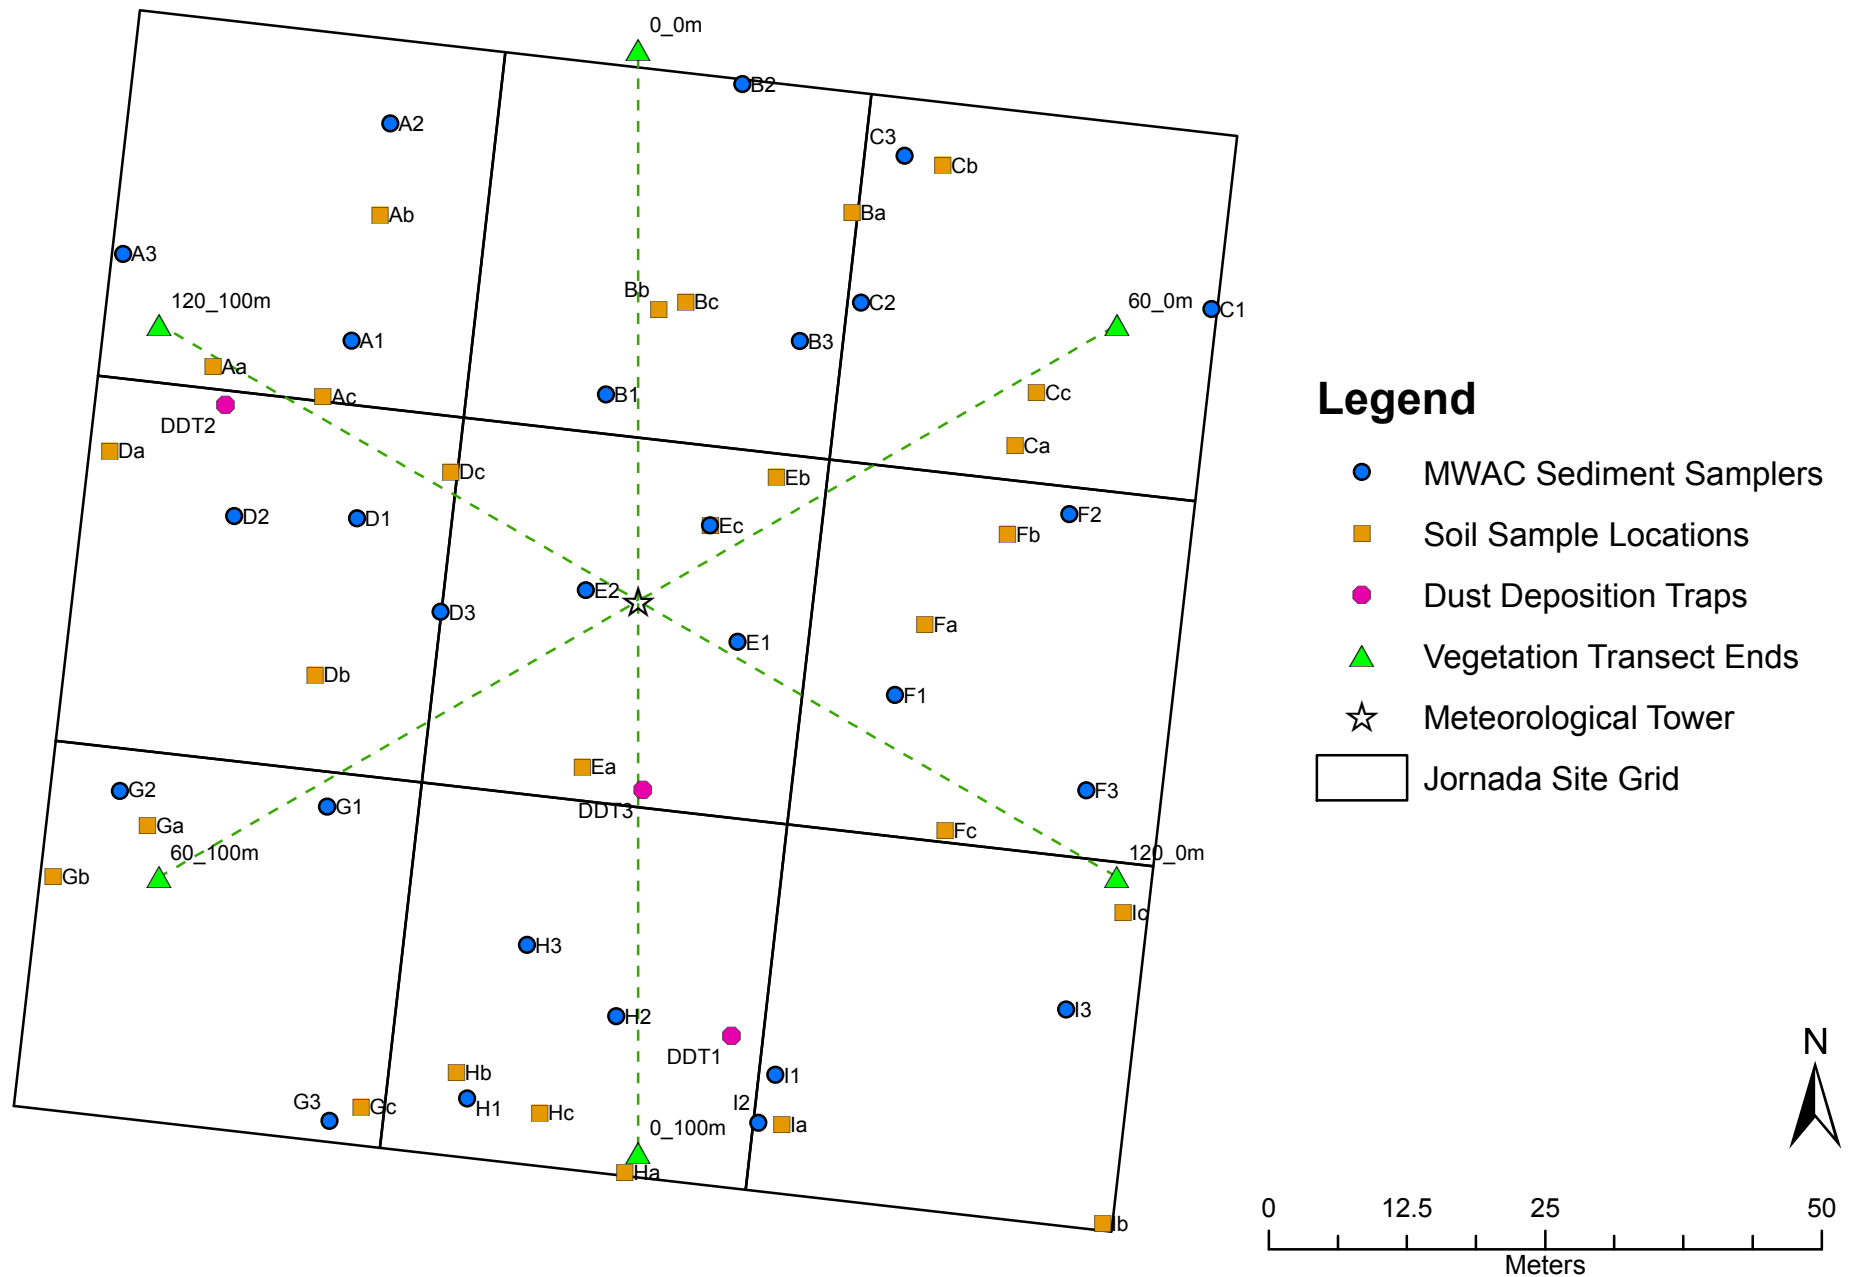 0_0m
B2
A2
C3
Cb
Ab
Ba
A3
Bb
Bc
C2
120_100m
60_0m
C1
A1
B3
Aa
Ac
B1
Cc
DDT2
Da
Dc
Eb
Ca
D2
D1
Ec
Fb
F2
E2
D3
E1
Fa
Db
F1
Ea
DDT3
F3
G2
G1
Ga
Fc
60_100m
120_0m
Gb
Ic
H3
H2
I3
DDT1
Hb
I1
H1
G3
Gc
Hc
I2
Ia
0_100m
Ha
Ib
Legend
MWAC Sediment Samplers
Soil Sample Locations
Dust Deposition Traps
Vegetation Transect Ends
Meteorological Tower
Jornada Site Grid
N
0 12.5 25 50
Meters